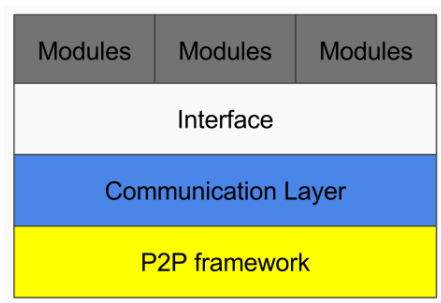 Modules Modules Modules
Interface
Communication Layer
P2P framework